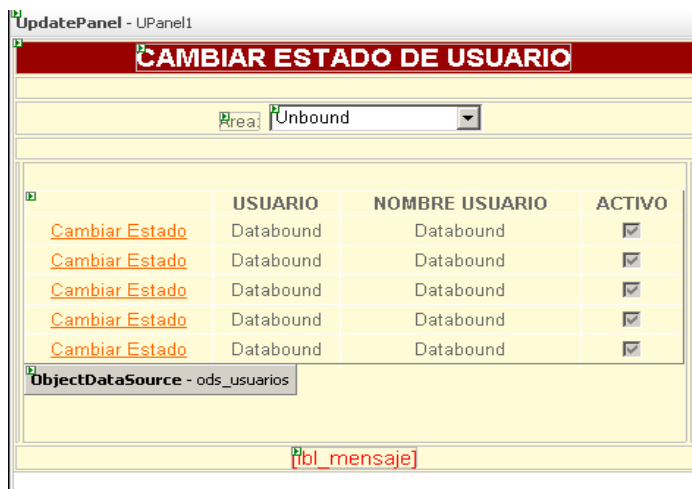 UpdatePanel - UPanel1
CAMBIAR ESTADO DE USUARIO
Area: Unbound
USUARIO NOMBRE USUARIO ACTIVO
Cambiar Estado Databound Databound
Cambiar Estado Databound Databound
Cambiar Estado Databound Databound
Cambiar Estado Databound Databound
Cambiar Estado Databound Databound
ObjectDataSource - ods_usuarios
[lbl_mensaje]